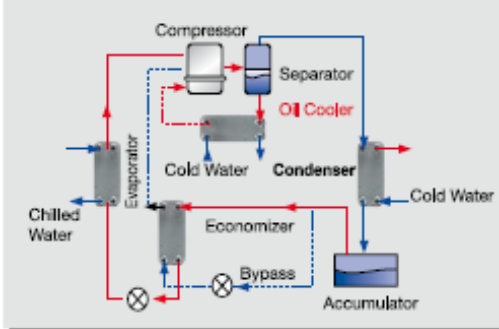 Compressor
Separator
Oil Cooler
Evaporator
Cold Water
Condenser
Cold Water
Chilled
Water
Economizer
Bypass
Accumulator